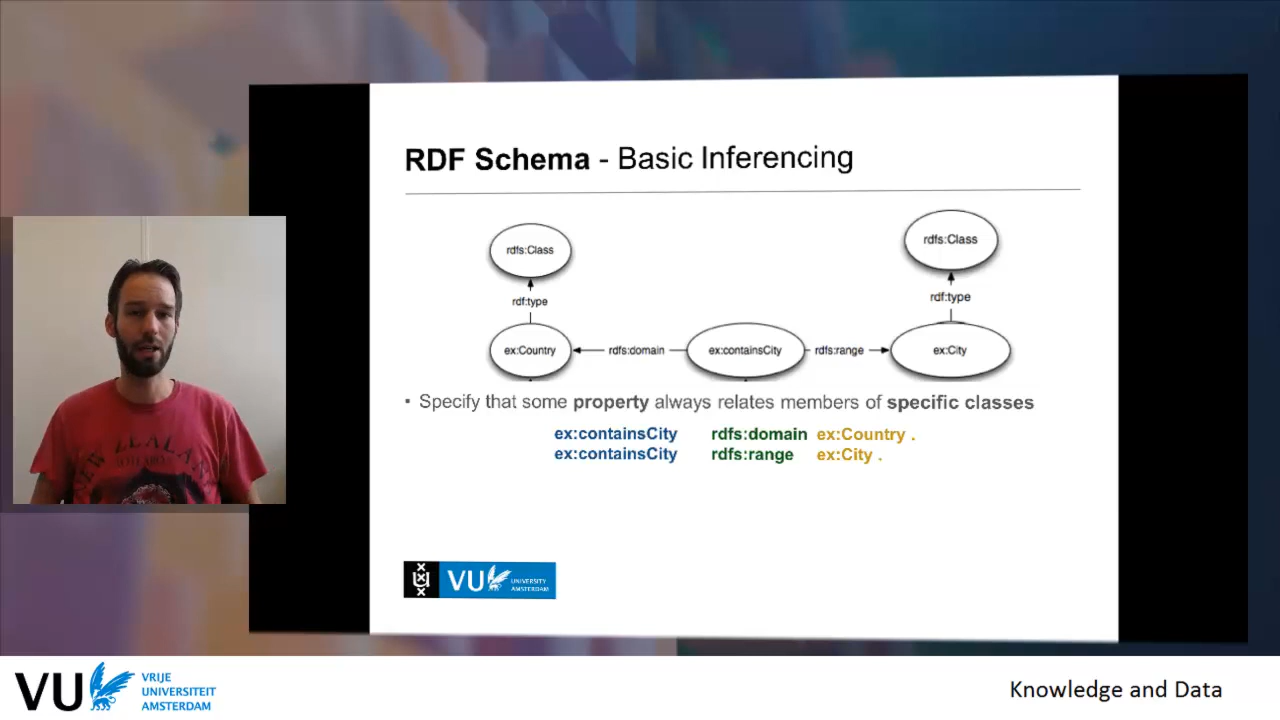 RDF Schema - Basic Inferencing
rdfs:Class
rdfs:Class
rdf:type
rdf:type
ex:Country
rdfs:domain
ex:containsCity
rdfs:range
ex:City
• Specify that some property always relates members of specific classes
ex:containsCity rdfs:domain ex:Country .
ex:containsCity rdfs:range ex:City .
NEW ZEALAND
VU UNIVERSITY
AMSTERDAM
VU VRIJE
UNIVERSITEIT
AMSTERDAM
Knowledge and Data